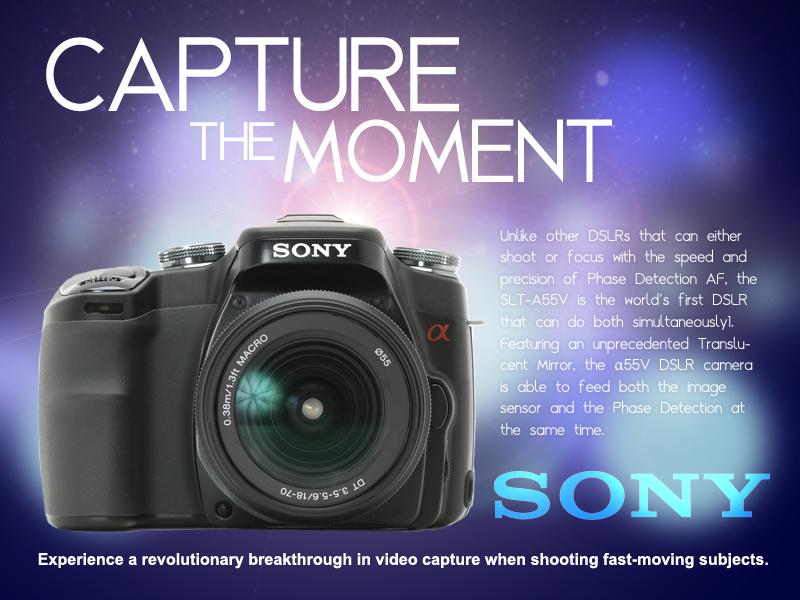 CAPTURE
THE MOMENT
SONY
α
0.38m/1.3ft MACRO
Ø55
DT 3.5-5.6/18-70
Unlike other DSLRs that can either
shoot or focus with the speed and
precision of Phase Detection AF, the
SLT-A55V is the world's first DSLR
that can do both simultaneously1.
Featuring an unprecedented Translu-
cent Mirror, the α55V DSLR camera
is able to feed both the image
sensor and the Phase Detection at
the same time.
SONY
Experience a revolutionary breakthrough in video capture when shooting fast-moving subjects.